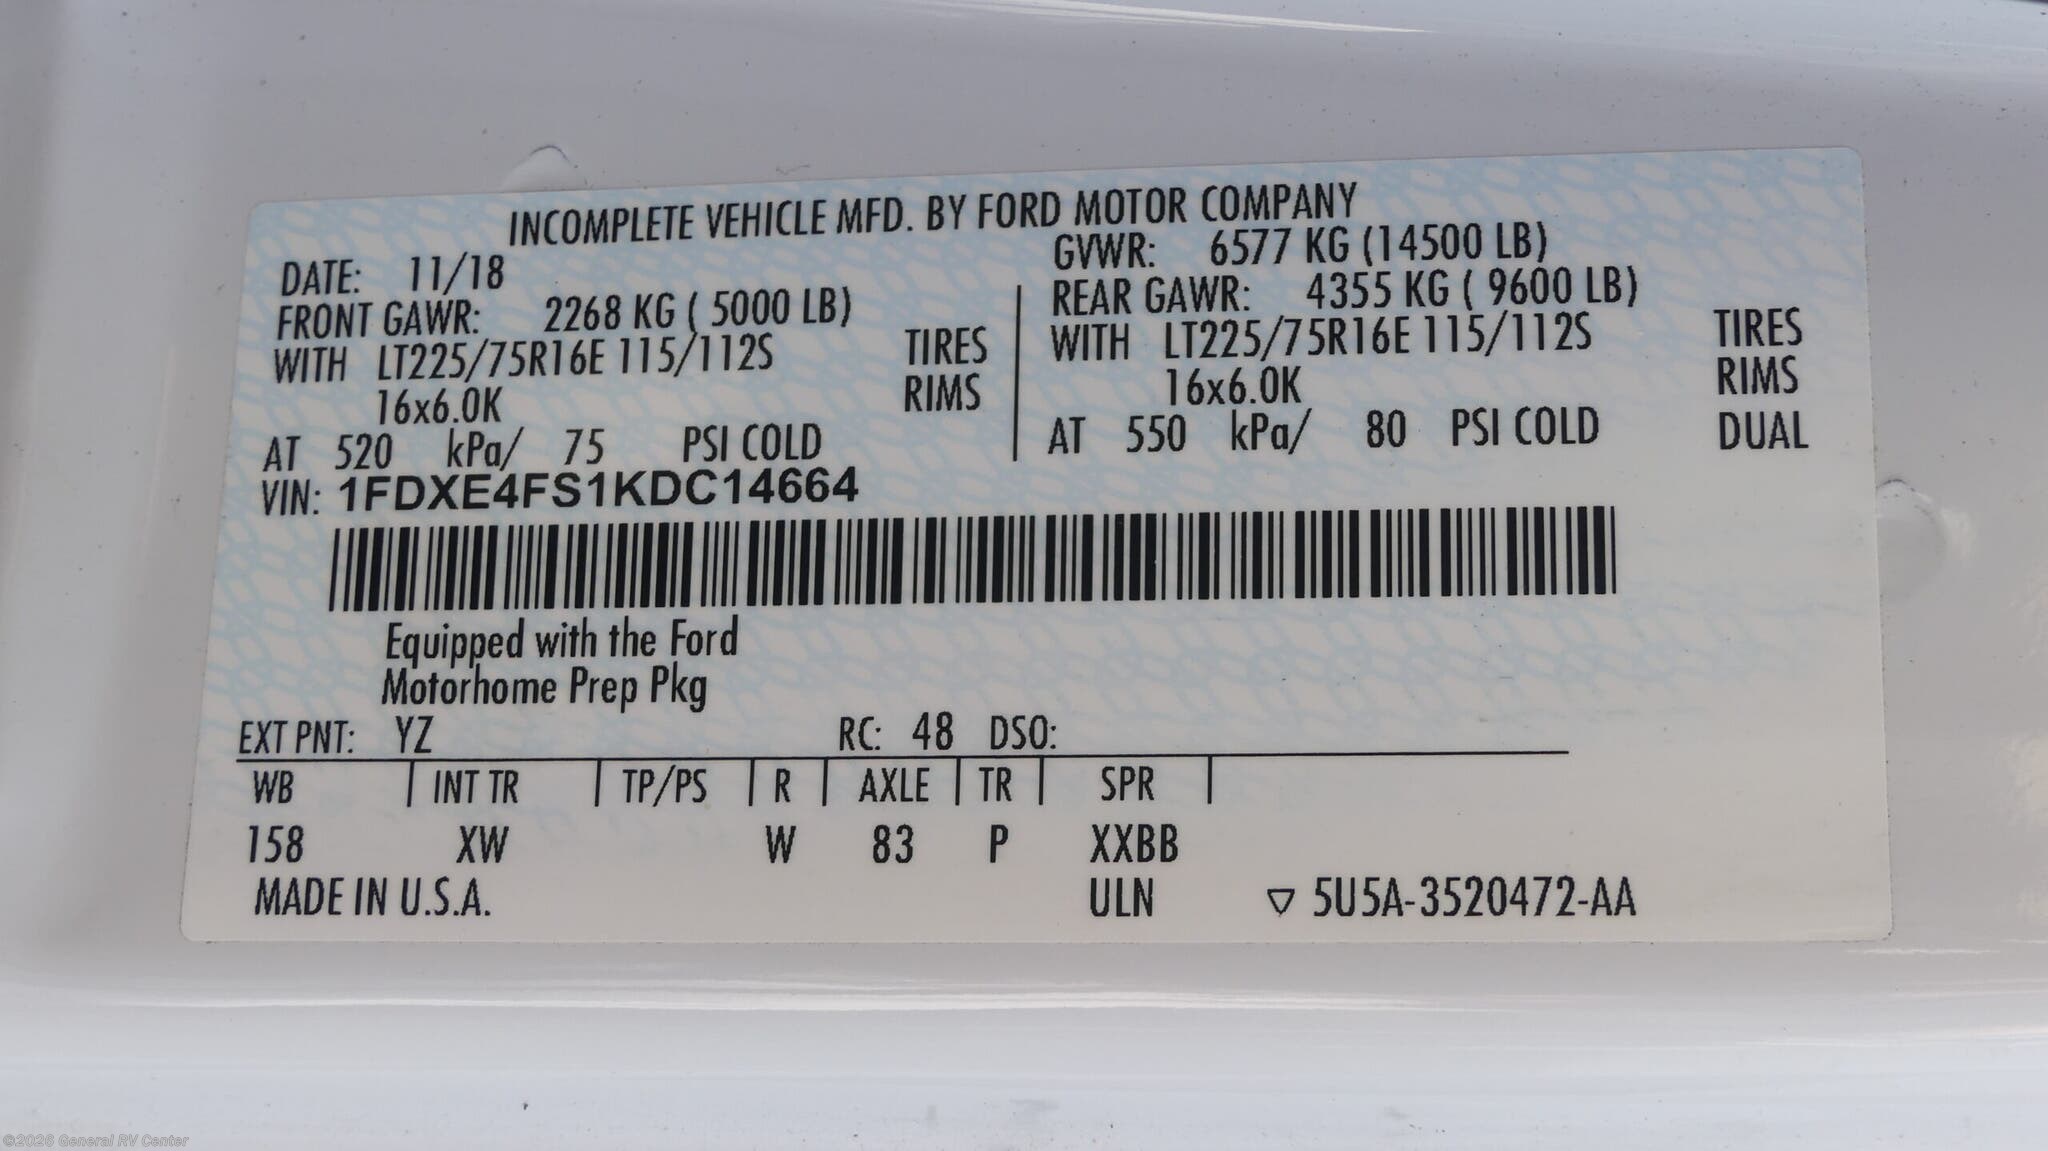 INCOMPLETE VEHICLE MFD. BY FORD MOTOR COMPANY
DATE: 11/18
GVWR: 6577 KG (14500 LB)
FRONT GAWR: 2268 KG ( 5000 LB)
REAR GAWR: 4355 KG ( 9600 LB)
WITH LT225/75R16E 115/112S TIRES
WITH LT225/75R16E 115/112S TIRES
16x6.0K RIMS
16x6.0K RIMS
AT 520 kPa/ 75 PSI COLD
AT 550 kPa/ 80 PSI COLD DUAL
VIN: 1FDXE4FS1KDC14664
Equipped with the Ford
Motorhome Prep Pkg
EXT PNT: YZ RC: 48 DSO:
WB INT TR TP/PS R AXLE TR SPR
158 XW W 83 P XXBB
MADE IN U.S.A. ULN ▽ 5U5A-3520472-AA
©2026 General RV Center